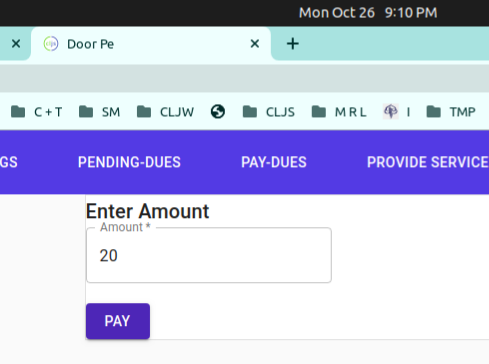 Mon Oct 26 9:10 PM
Door Pe
C + T SM CLJW CLJS M R L I TMP
GS PENDING-DUES PAY-DUES PROVIDE SERVICE
Enter Amount
Amount *
20
PAY